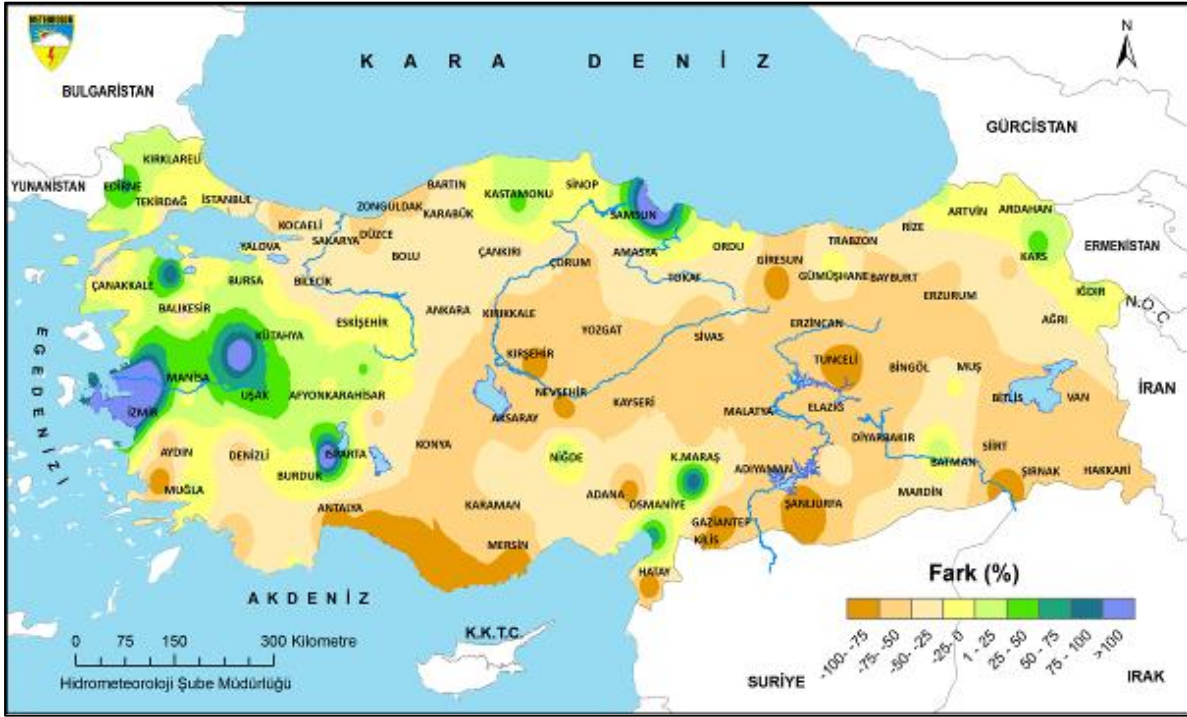 METEOROLOJİ
N
K A R A D E N İ Z
BULGARİSTAN
GÜRCİSTAN
KIRKLARELİ
YUNANİSTAN
EDİRNE
TEKİRDAĞ
İSTANBUL
BARTIN
KASTAMONU
SİNOP
ZONGULDAK
KARABÜK
SAMSUN
ARTVİN
ARDAHAN
KOCAELİ
SAKARYA
DÜZCE
YALOVA
BOLU
ÇANKIRI
ÇORUM
AMASYA
ORDU
TOKAT
GİRESUN
TRABZON
RİZE
GÜMÜŞHANE
BAYBURT
KARS
ERMENİSTAN
ÇANAKKALE
BURSA
BİLECİK
BALIKESİR
ESKİŞEHİR
ANKARA
KIRIKKALE
YOZGAT
SİVAS
ERZİNCAN
ERZURUM
IĞDIR
N.Ö.C
AĞRI
KÜTAHYA
MANİSA
UŞAK
AFYONKARAHİSAR
KIRŞEHİR
NEVŞEHİR
KAYSERİ
TUNCELİ
BİNGÖL
MUŞ
BİTLİS
VAN
İRAN
E G E D E N İ Z İ
İZMİR
AKSARAY
MALATYA
ELAZIĞ
DİYARBAKIR
SİİRT
AYDIN
DENİZLİ
ISPARTA
BURDUR
KONYA
NİĞDE
K.MARAŞ
ADIYAMAN
BATMAN
ŞIRNAK
HAKKARİ
MUĞLA
ANTALYA
KARAMAN
ADANA
OSMANİYE
GAZİANTEP
ŞANLIURFA
MARDİN
MERSİN
KİLİS
HATAY
A K D E N İ Z
K.K.T.C.
SURİYE
IRAK
0 75 150 300 Kilometre
Hidrometeoroloji Şube Müdürlüğü
Fark (%)
-100- -75
-75- -50
-50- -25
-25- 0
1 - 25
25 - 50
50 - 75
75 - 100
>100